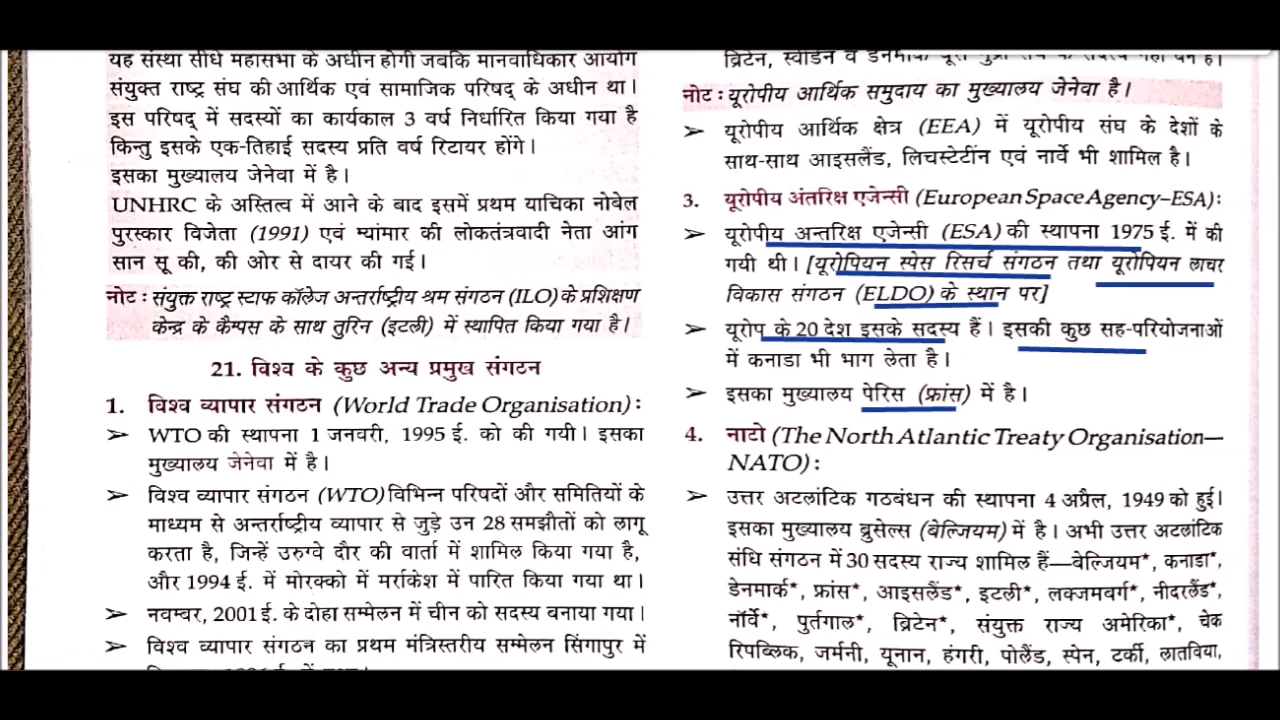 यह संस्था सीधे महासभा के अधीन होगी जबकि मानवाधिकार आयोग
संयुक्त राष्ट्र संघ की आर्थिक एवं सामाजिक परिषद् के अधीन था।
इस परिषद् में सदस्यों का कार्यकाल 3 वर्ष निर्धारित किया गया है
किन्तु इसके एक-तिहाई सदस्य प्रति वर्ष रिटायर होंगे।
इसका मुख्यालय जेनेवा में है।
UNHRC के अस्तित्व में आने के बाद इसमें प्रथम याचिका नोबेल
पुरस्कार विजेता (1991) एवं म्यांमार की लोकतंत्रवादी नेता आंग
सान सू की, की ओर से दायर की गई।
नोट : संयुक्त राष्ट्र स्टाफ कॉलेज अन्तर्राष्ट्रीय श्रम संगठन (ILO) के प्रशिक्षण
केन्द्र के कैम्पस के साथ तुरिन (इटली) में स्थापित किया गया है।
21. विश्व के कुछ अन्य प्रमुख संगठन
1. विश्व व्यापार संगठन (World Trade Organisation) :
➢ WTO की स्थापना 1 जनवरी, 1995 ई. को की गयी। इसका
मुख्यालय जेनेवा में है।
➢ विश्व व्यापार संगठन (WTO) विभिन्न परिषदों और समितियों के
माध्यम से अन्तर्राष्ट्रीय व्यापार से जुड़े उन 28 समझौतों को लागू
करता है, जिन्हें उरुग्वे दौर की वार्ता में शामिल किया गया है,
और 1994 ई. में मोरक्को में मर्राकेश में पारित किया गया था।
➢ नवम्बर, 2001 ई. के दोहा सम्मेलन में चीन को सदस्य बनाया गया।
➢ विश्व व्यापार संगठन का प्रथम मंत्रिस्तरीय सम्मेलन सिंगापुर में
ब्रिटेन, स्वीडेन व डेनमार्क
नोट : यूरोपीय आर्थिक समुदाय का मुख्यालय जेनेवा है।
➢ यूरोपीय आर्थिक क्षेत्र (EEA) में यूरोपीय संघ के देशों के
साथ-साथ आइसलैंड, लिचस्टेटीन एवं नार्वे भी शामिल है।
3. यूरोपीय अंतरिक्ष एजेन्सी (European Space Agency–ESA) :
➢ यूरोपीय अन्तरिक्ष एजेन्सी (ESA) की स्थापना 1975 ई. में की
गयी थी। [यूरोपियन स्पेस रिसर्च संगठन तथा यूरोपियन लाचर
विकास संगठन (ELDO) के स्थान पर]
➢ यूरोप के 20 देश इसके सदस्य हैं। इसकी कुछ सह-परियोजनाओं
में कनाडा भी भाग लेता है।
➢ इसका मुख्यालय पेरिस (फ्रांस) में है।
4. नाटो (The North Atlantic Treaty Organisation—
NATO) :
➢ उत्तर अटलांटिक गठबंधन की स्थापना 4 अप्रैल, 1949 को हुई।
इसका मुख्यालय ब्रुसेल्स (बेल्जियम) में है। अभी उत्तर अटलांटिक
संधि संगठन में 30 सदस्य राज्य शामिल हैं—बेल्जियम*, कनाडा*,
डेनमार्क*, फ्रांस*, आइसलैंड*, इटली*, लक्जमवर्ग*, नीदरलैंड*,
नॉर्वे*, पुर्तगाल*, ब्रिटेन*, संयुक्त राज्य अमेरिका*, चेक
रिपब्लिक, जर्मनी, यूनान, हंगरी, पोलैंड, स्पेन, टर्की, लातविया,